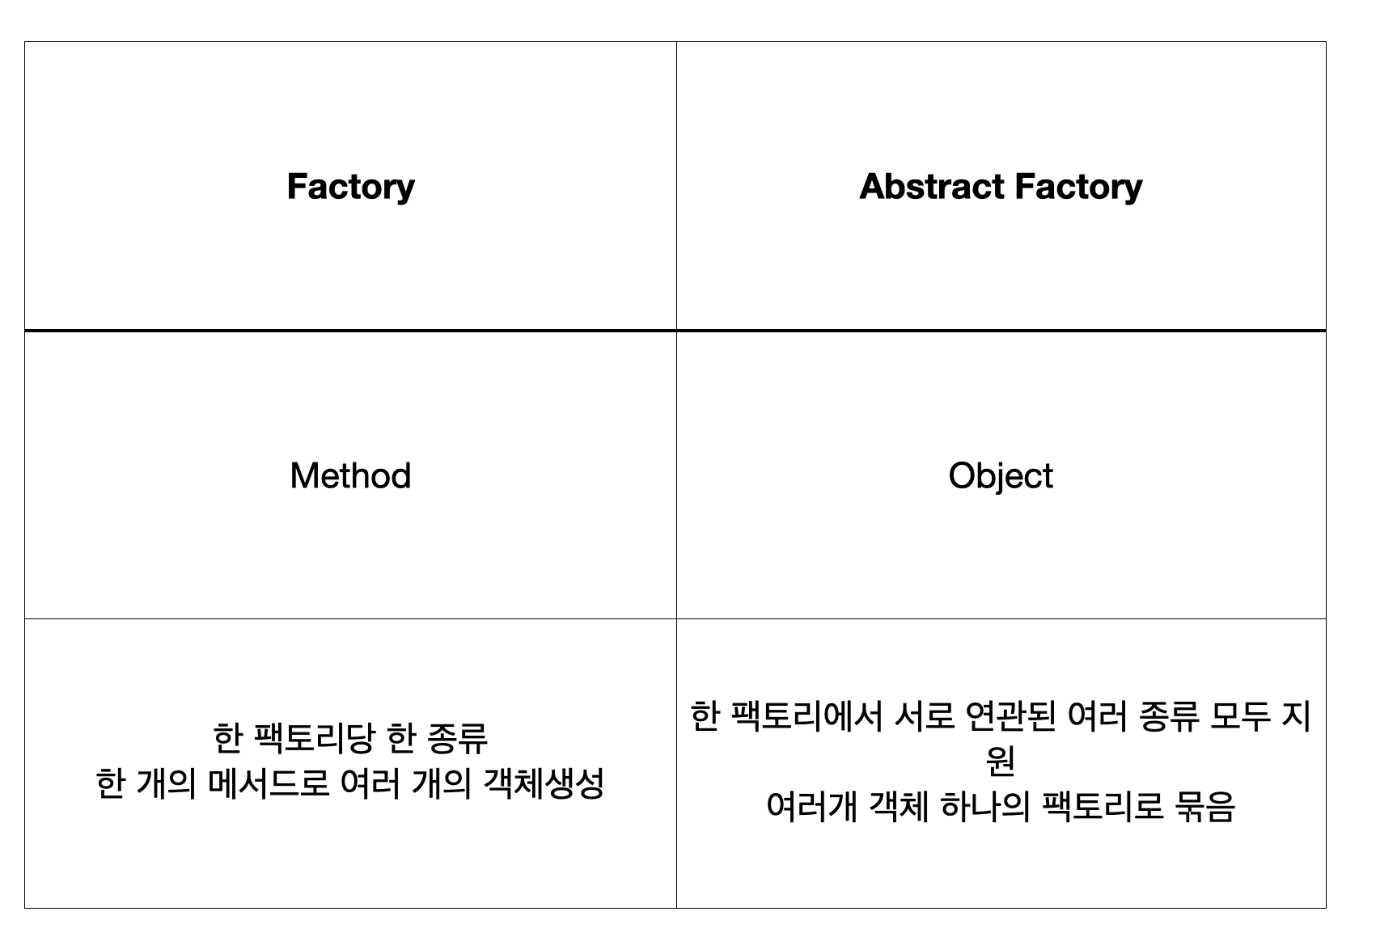 Factory
Abstract Factory
Method
Object
한 팩토리당 한 종류
한 개의 메서드로 여러 개의 객체생성
한 팩토리에서 서로 연관된 여러 종류 모두 지
원
여러개 객체 하나의 팩토리로 묶음